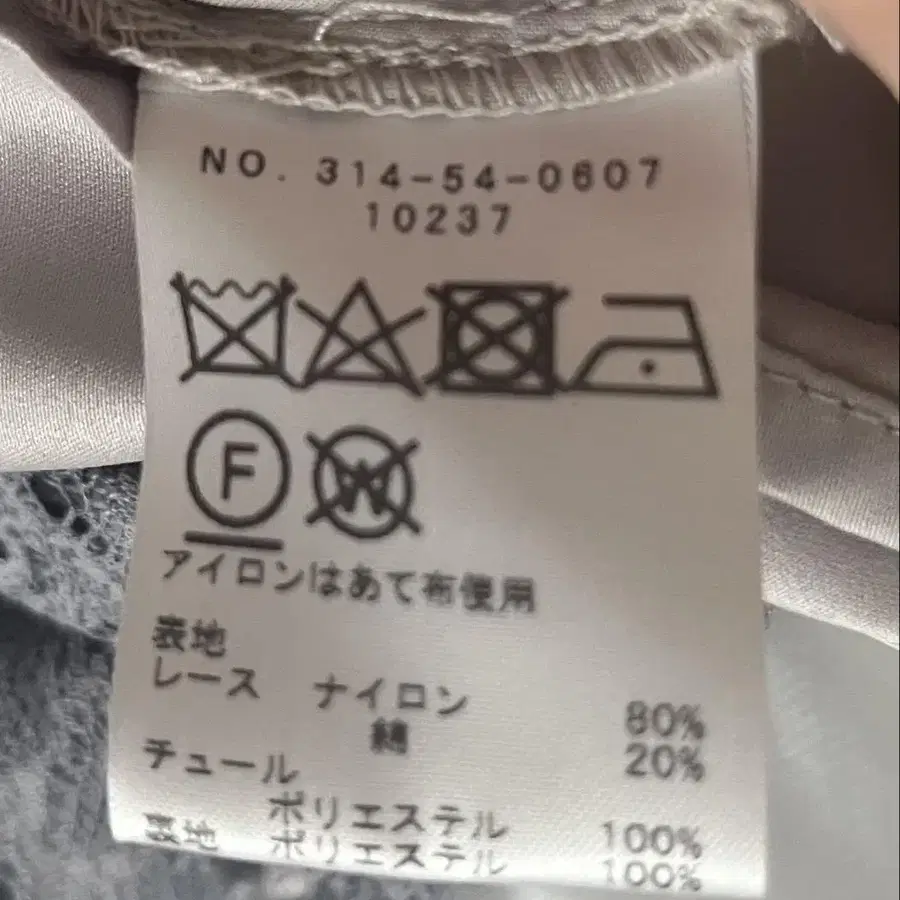 NO. 314-54-0607
10237
F
W
アイロンはあて布使用
表地
レース ナイロン 80%
綿 20%
チュール
ポリエステル 100%
裏地 ポリエステル 100%